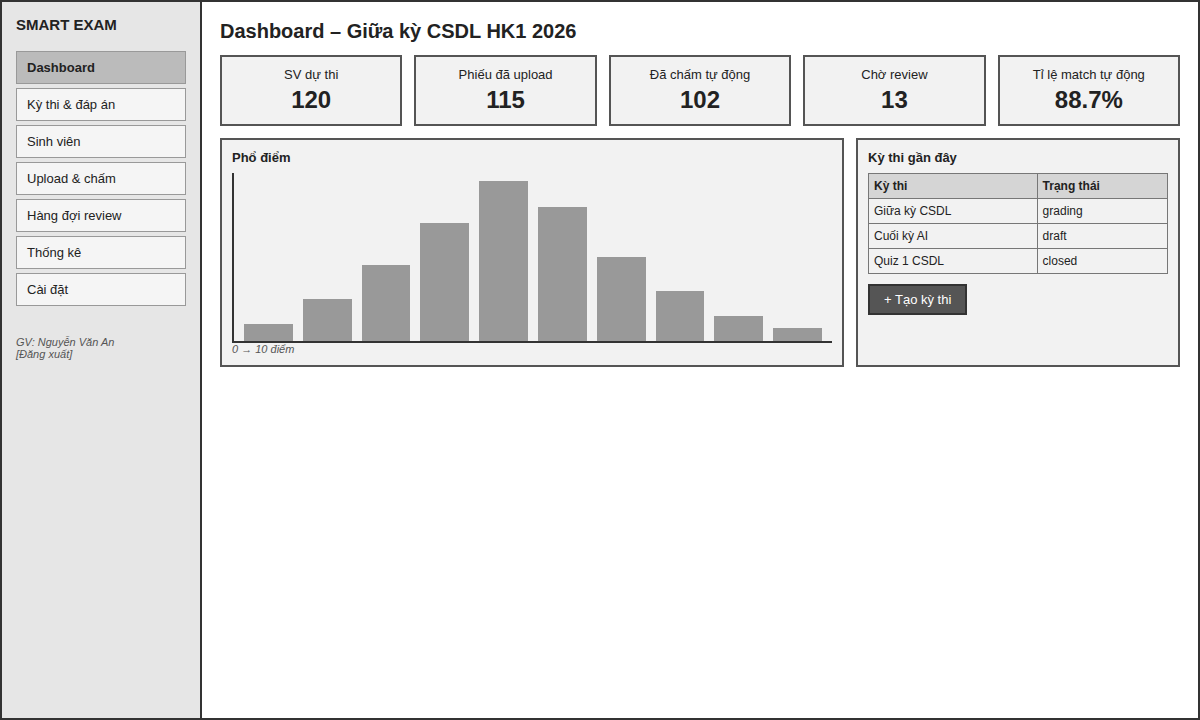 SMART EXAM
Dashboard
Kỳ thi & đáp án
Sinh viên
Upload & chấm
Hàng đợi review
Thống kê
Cài đặt
GV: Nguyễn Văn An
[Đăng xuất]
Dashboard – Giữa kỳ CSDL HK1 2026
SV dự thi
120
Phiếu đã upload
115
Đã chấm tự động
102
Chờ review
13
Tỉ lệ match tự động
88.7%
Phổ điểm
0 → 10 điểm
Kỳ thi gần đây
Kỳ thi Trạng thái
Giữa kỳ CSDL grading
Cuối kỳ AI draft
Quiz 1 CSDL closed
+ Tạo kỳ thi